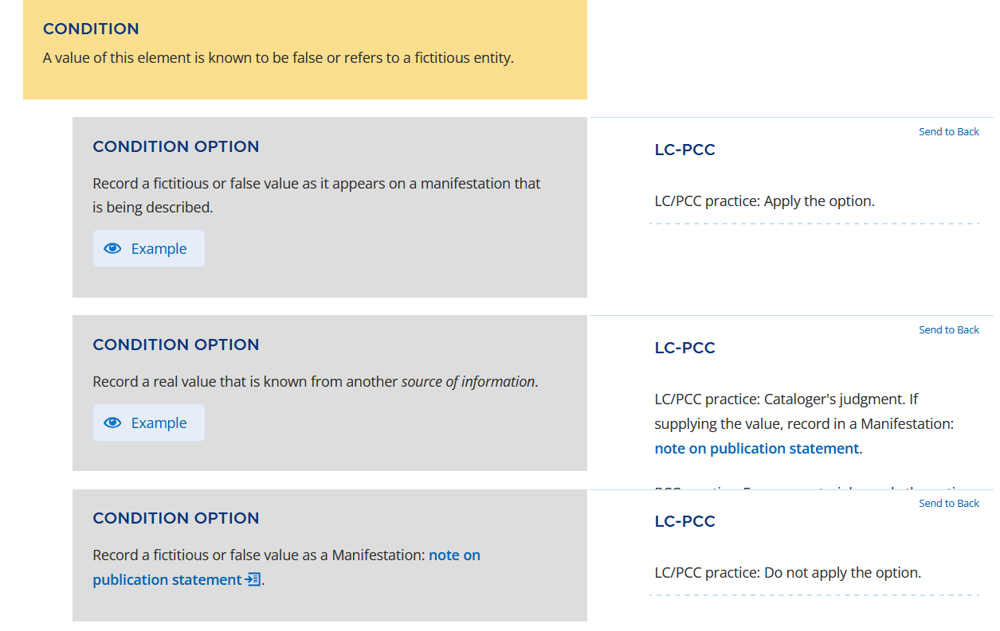 CONDITION
A value of this element is known to be false or refers to a fictitious entity.
CONDITION OPTION
Record a fictitious or false value as it appears on a manifestation that
is being described.
Example
Send to Back
LC-PCC
LC/PCC practice: Apply the option.
CONDITION OPTION
Record a real value that is known from another source of information.
Example
Send to Back
LC-PCC
LC/PCC practice: Cataloger's judgment. If
supplying the value, record in a Manifestation:
note on publication statement.
CONDITION OPTION
Record a fictitious or false value as a Manifestation: note on
publication statement.
Send to Back
LC-PCC
LC/PCC practice: Do not apply the option.